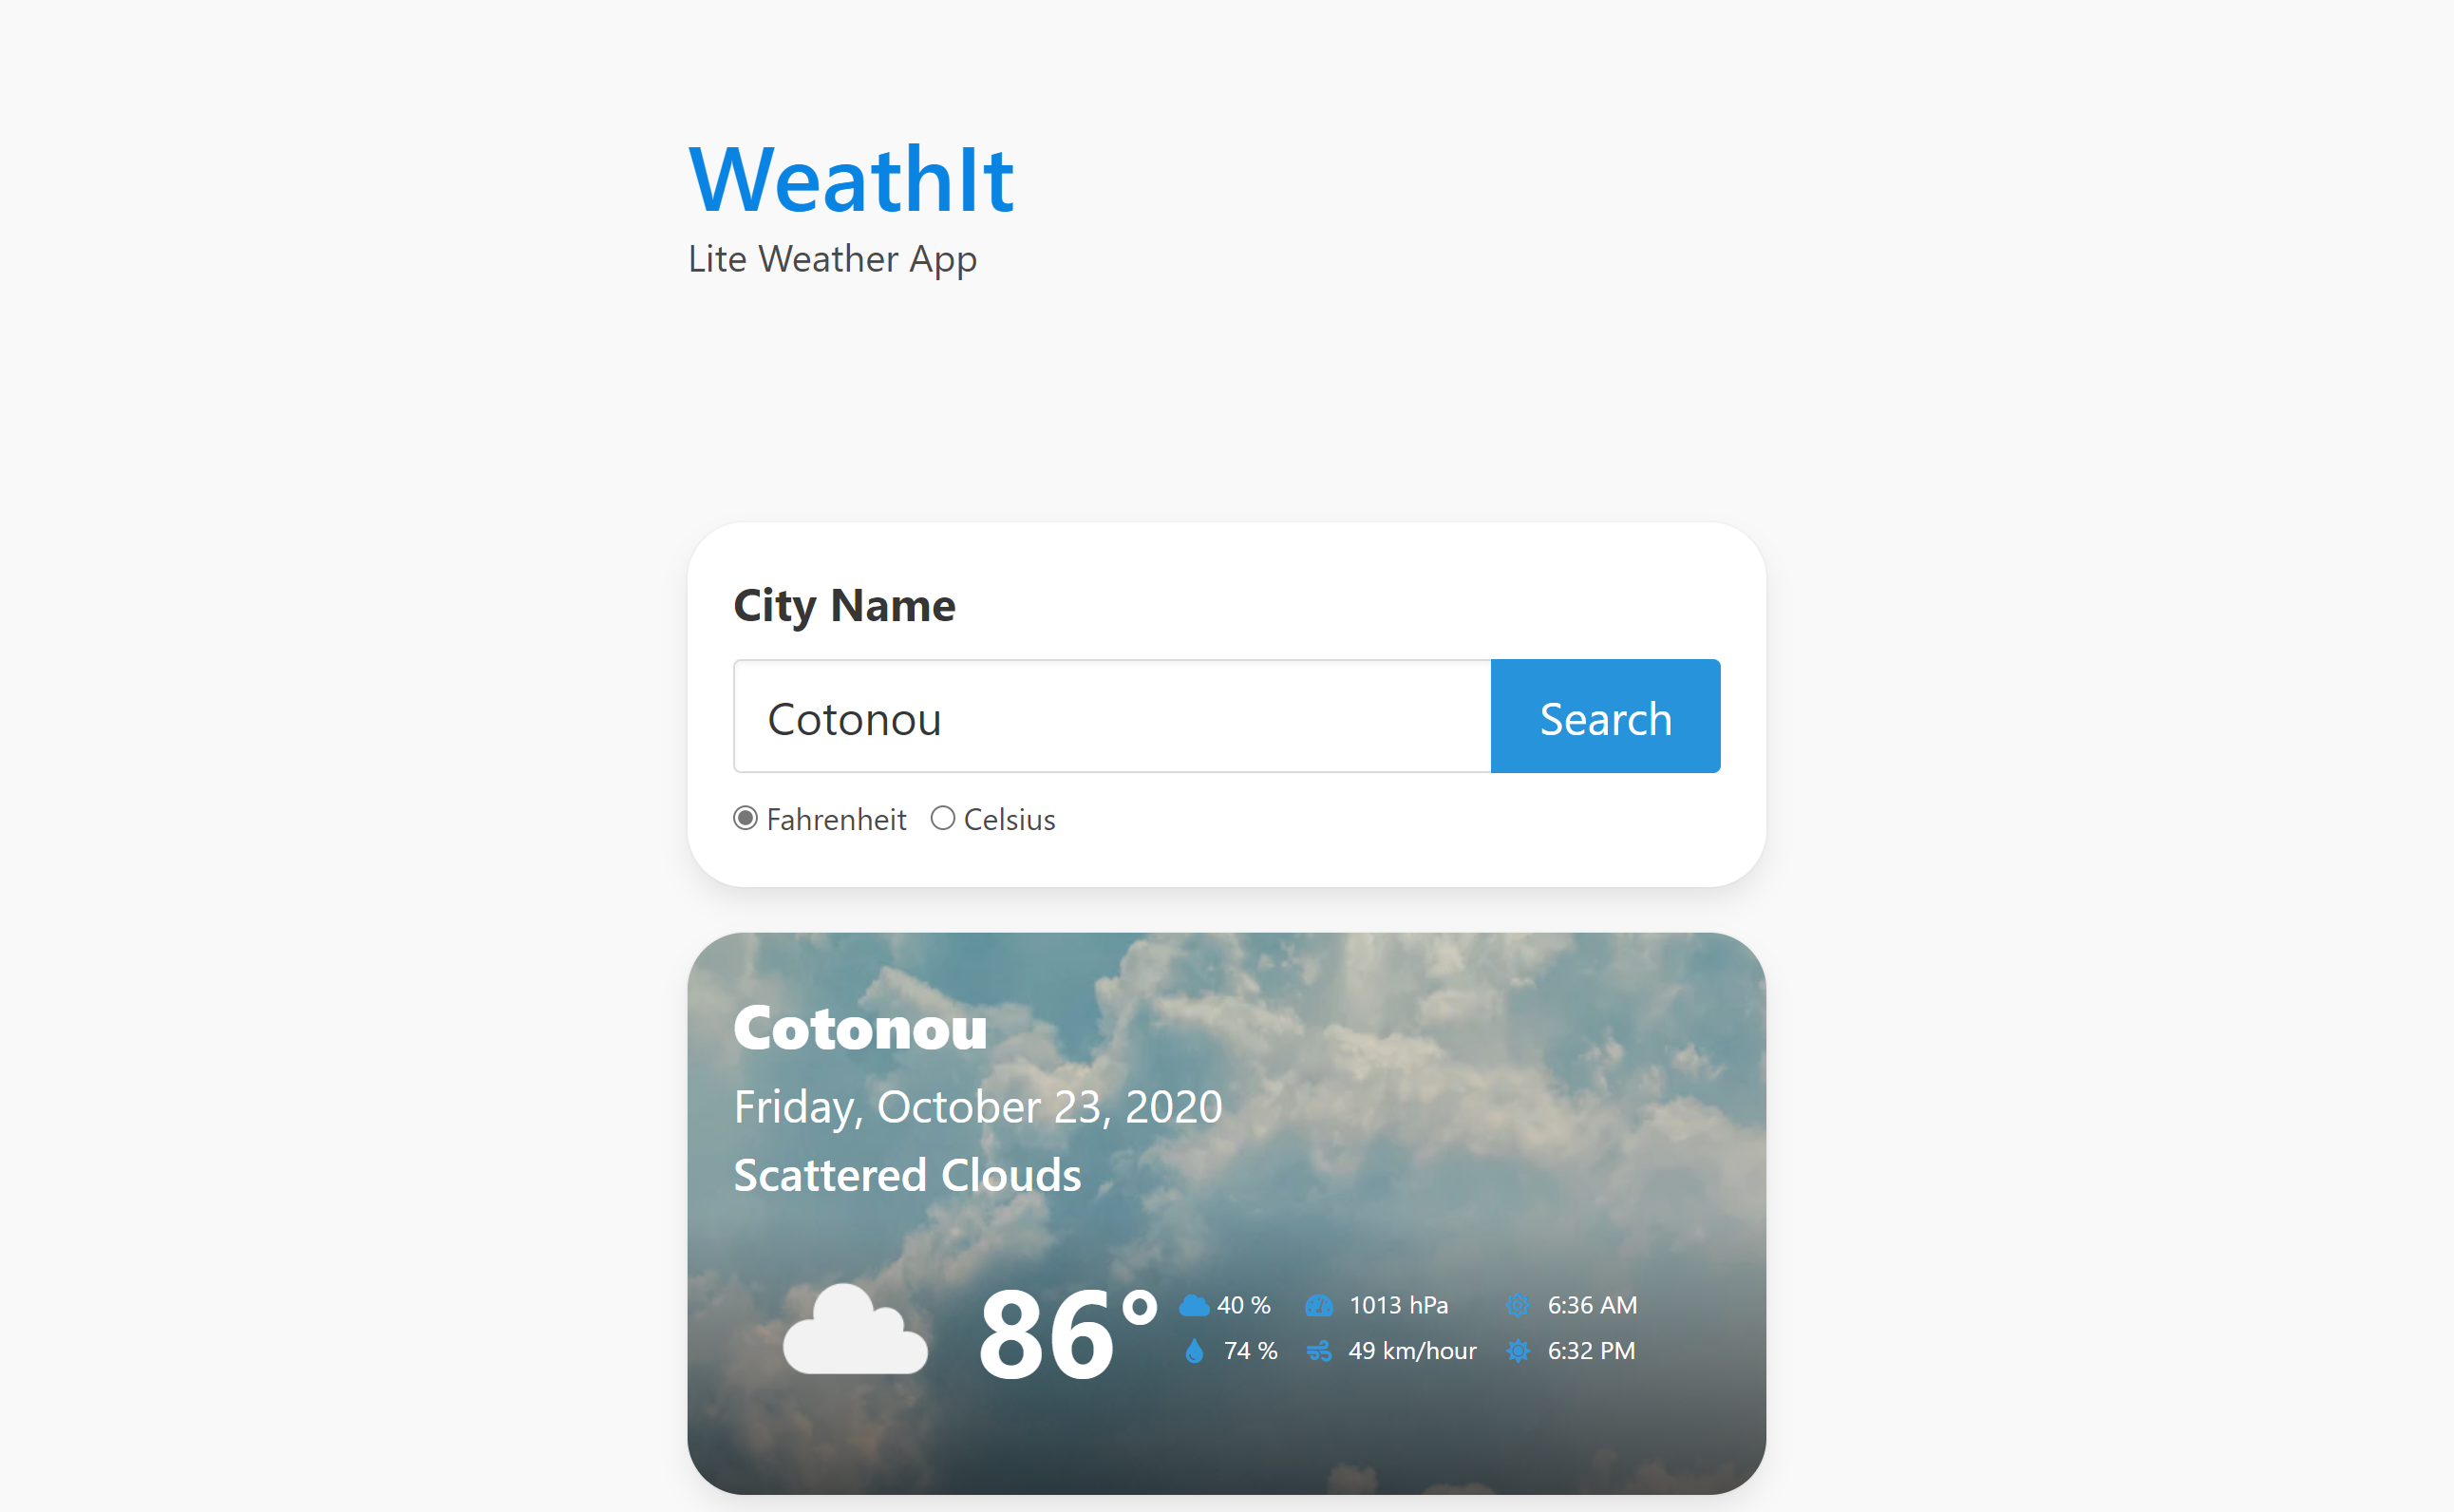 WeathIt
Lite Weather App
City Name
Cotonou
Search
Fahrenheit Celsius
Cotonou
Friday, October 23, 2020
Scattered Clouds
86°
40 % 1013 hPa 6:36 AM
74 % 49 km/hour 6:32 PM